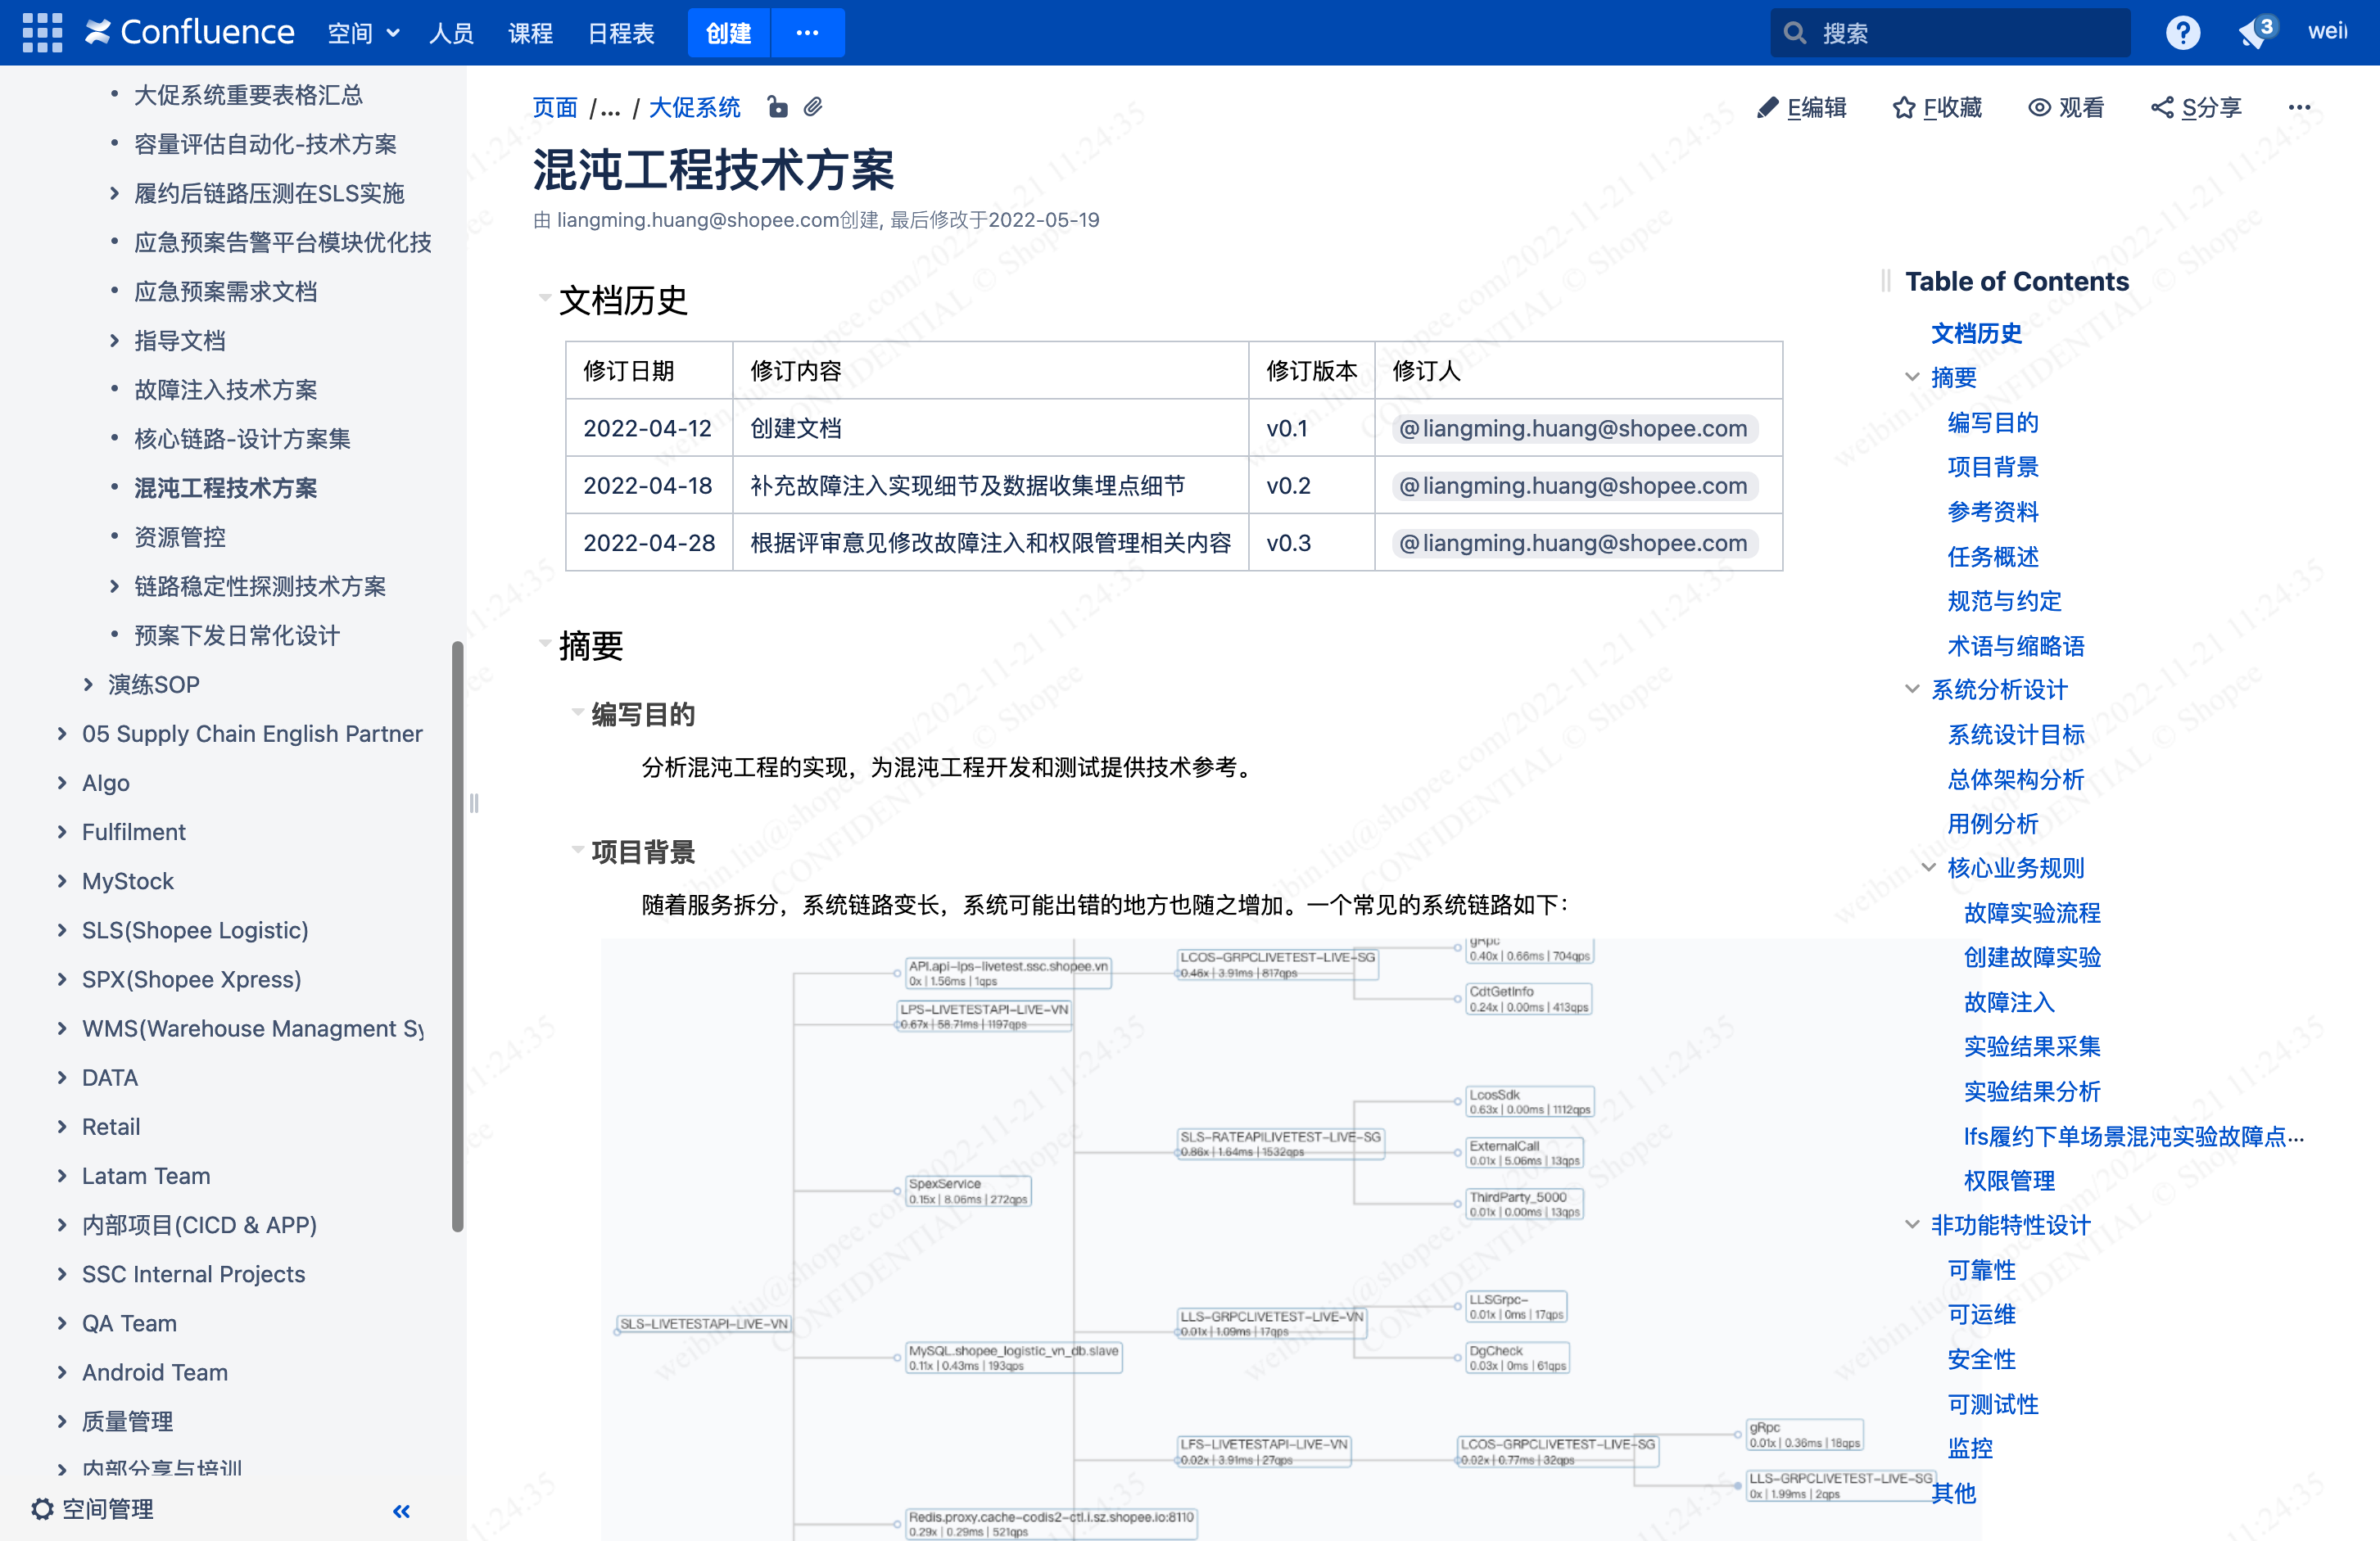 Confluence 空间 人员 课程 日程表 创建 ··· 搜索 3 weil
大促系统重要表格汇总
容量评估自动化-技术方案
履约后链路压测在SLS实施
应急预案告警平台模块优化技
应急预案需求文档
指导文档
故障注入技术方案
核心链路-设计方案集
混沌工程技术方案
资源管控
链路稳定性探测技术方案
预案下发日常化设计
演练SOP
05 Supply Chain English Partner
Algo
Fulfilment
MyStock
SLS(Shopee Logistic)
SPX(Shopee Xpress)
WMS(Warehouse Managment Sy
DATA
Retail
Latam Team
内部项目(CICD & APP)
SSC Internal Projects
QA Team
Android Team
质量管理
内部分享与培训
空间管理 «
页面 /... / 大促系统
E编辑 F收藏 观看 S分享 ···
混沌工程技术方案
由 liangming.huang@shopee.com创建, 最后修改于2022-05-19
文档历史
修订日期 修订内容 修订版本 修订人
2022-04-12 创建文档 v0.1 @liangming.huang@shopee.com
2022-04-18 补充故障注入实现细节及数据收集埋点细节 v0.2 @liangming.huang@shopee.com
2022-04-28 根据评审意见修改故障注入和权限管理相关内容 v0.3 @liangming.huang@shopee.com
摘要
编写目的
分析混沌工程的实现，为混沌工程开发和测试提供技术参考。
项目背景
随着服务拆分，系统链路变长，系统可能出错的地方也随之增加。一个常见的系统链路如下：
SLS-LIVETESTAPI-LIVE-VN
API.api-lps-livetest.ssc.shopee.vn
0x | 1.56ms | 1qps
LPS-LIVETESTAPI-LIVE-VN
0.67x | 58.71ms | 1197qps
SpexService
0.15x | 8.06ms | 272qps
MySQL.shopee_logistic_vn_db.slave
0.11x | 0.43ms | 193qps
Redis.proxy.cache-codis2-ctl.i.sz.shopee.io:8110
0.29x | 0.29ms | 521qps
LCOS-GRPCLIVETEST-LIVE-SG
0.46x | 3.91ms | 817qps
gRpc
0.40x | 0.66ms | 704qps
CdtGetInfo
0.24x | 0.00ms | 413qps
SLS-RATEAPILIVETEST-LIVE-SG
0.86x | 1.64ms | 1532qps
LcosSdk
0.63x | 0.00ms | 1112qps
ExternalCall
0.01x | 5.06ms | 13qps
ThirdParty_5000
0.01x | 0.00ms | 13qps
LLS-GRPCLIVETEST-LIVE-VN
0.01x | 1.09ms | 17qps
LLSGrpc-
0.01x | 0ms | 17qps
DgCheck
0.03x | 0ms | 61qps
LFS-LIVETESTAPI-LIVE-VN
0.02x | 3.91ms | 27qps
LCOS-GRPCLIVETEST-LIVE-SG
0.02x | 0.77ms | 32qps
gRpc
0.01x | 0.36ms | 18qps
LLS-GRPCLIVETEST-LIVE-SG
0x | 1.99ms | 2qps
Table of Contents
文档历史
摘要
编写目的
项目背景
参考资料
任务概述
规范与约定
术语与缩略语
系统分析设计
系统设计目标
总体架构分析
用例分析
核心业务规则
故障实验流程
创建故障实验
故障注入
实验结果采集
实验结果分析
lfs履约下单场景混沌实验故障点...
权限管理
非功能特性设计
可靠性
可运维
安全性
可测试性
监控
其他
weibin.liu@shopee.com/2022-11-21 11:24:35
CONFIDENTIAL © Shopee